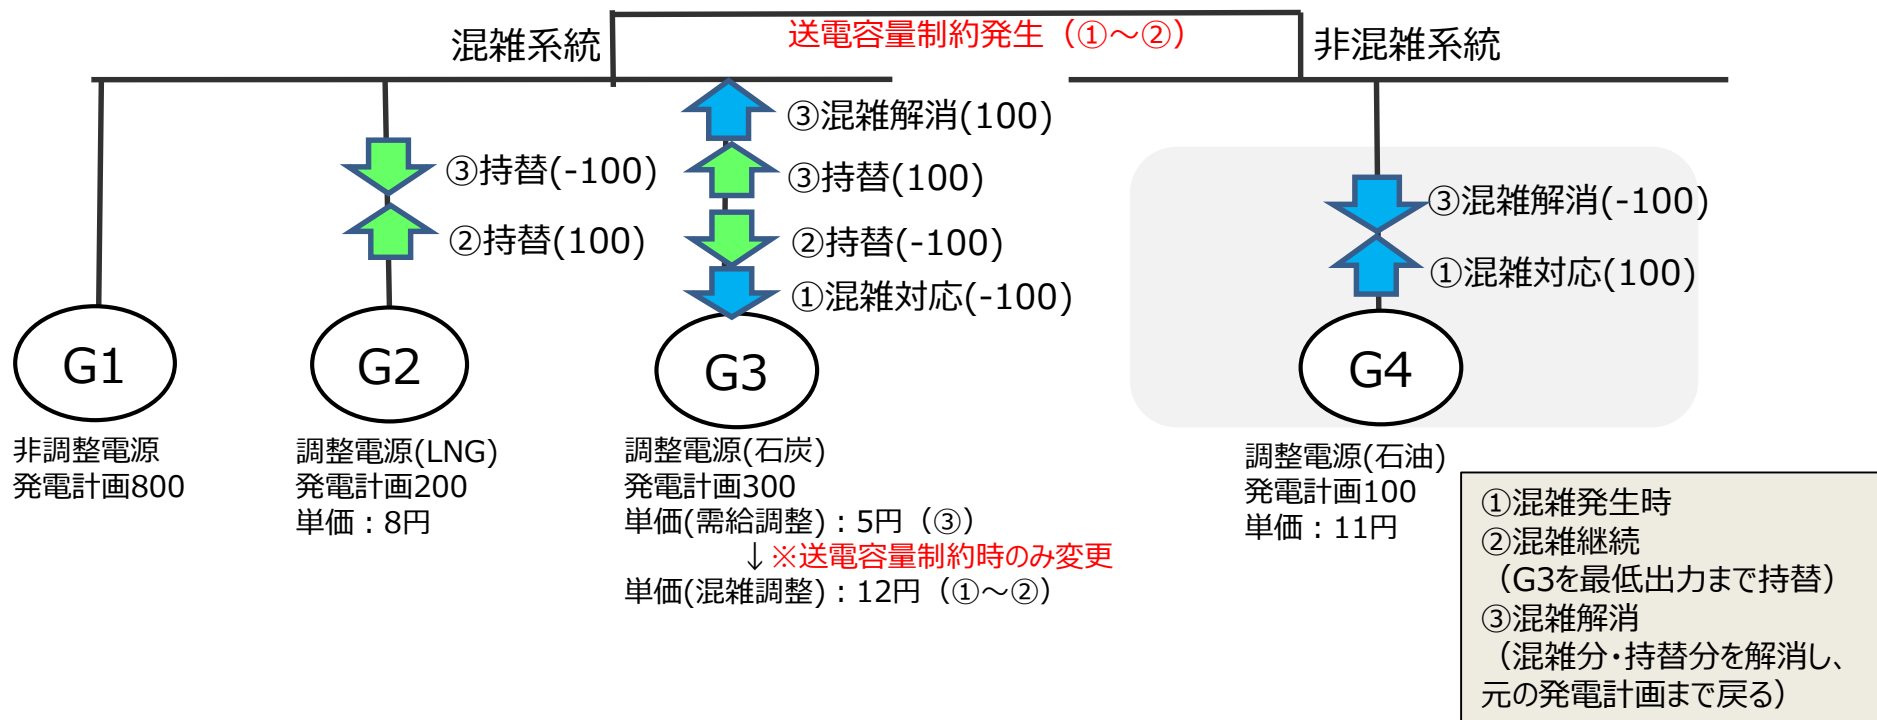 混雑系統
送電容量制約発生（①～②）
非混雑系統
③混雑解消(100)
③持替(-100)
③持替(100)
②持替(100)
②持替(-100)
①混雑対応(-100)
③混雑解消(-100)
①混雑対応(100)
G1
G2
G3
G4
非調整電源
発電計画800
調整電源(LNG)
発電計画200
単価：8円
調整電源(石炭)
発電計画300
単価(需給調整)：5円（③）
↓※送電容量制約時のみ変更
単価(混雑調整)：12円（①～②）
調整電源(石油)
発電計画100
単価：11円
①混雑発生時
②混雑継続
（G3を最低出力まで持替）
③混雑解消
（混雑分・持替分を解消し、
元の発電計画まで戻る）